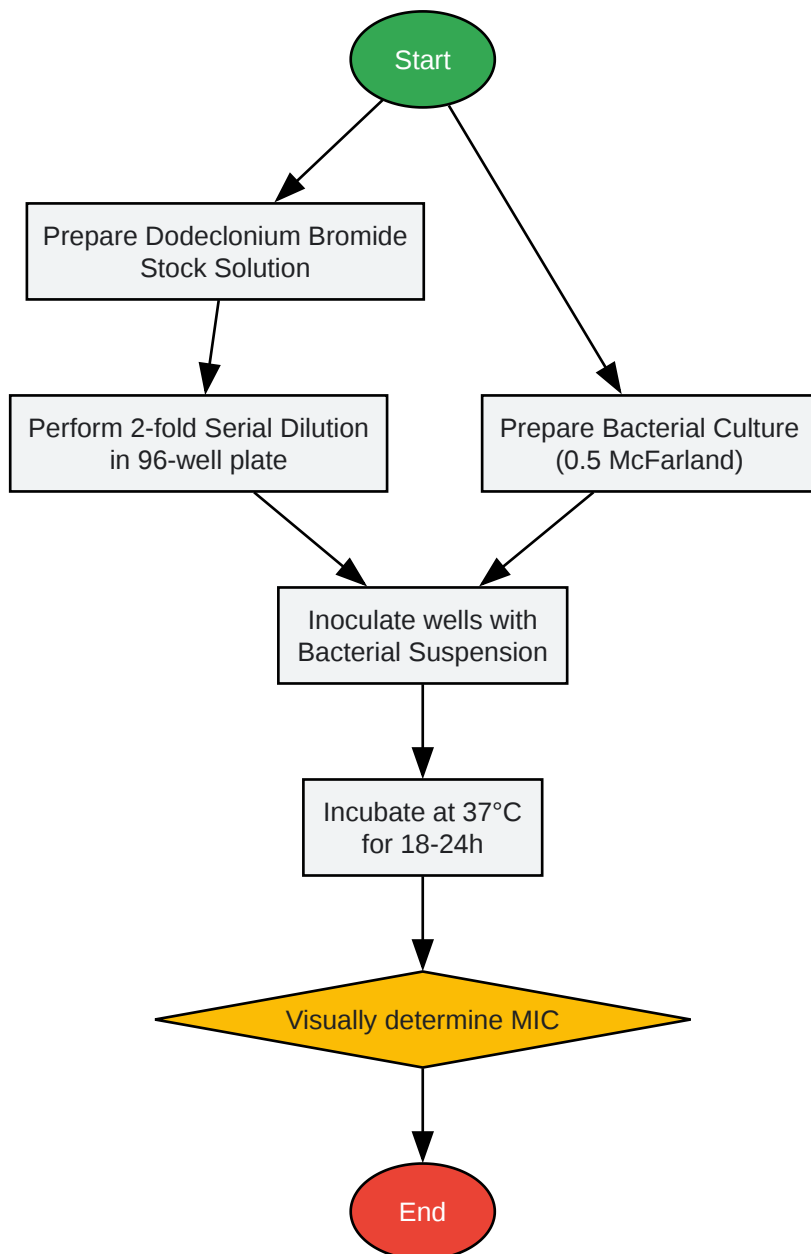 Start
Prepare Dodeclonium Bromide
Stock Solution
Perform 2-fold Serial Dilution
in 96-well plate
Prepare Bacterial Culture
(0.5 McFarland)
Inoculate wells with
Bacterial Suspension
Incubate at 37°C
for 18-24h
Visually determine MIC
End